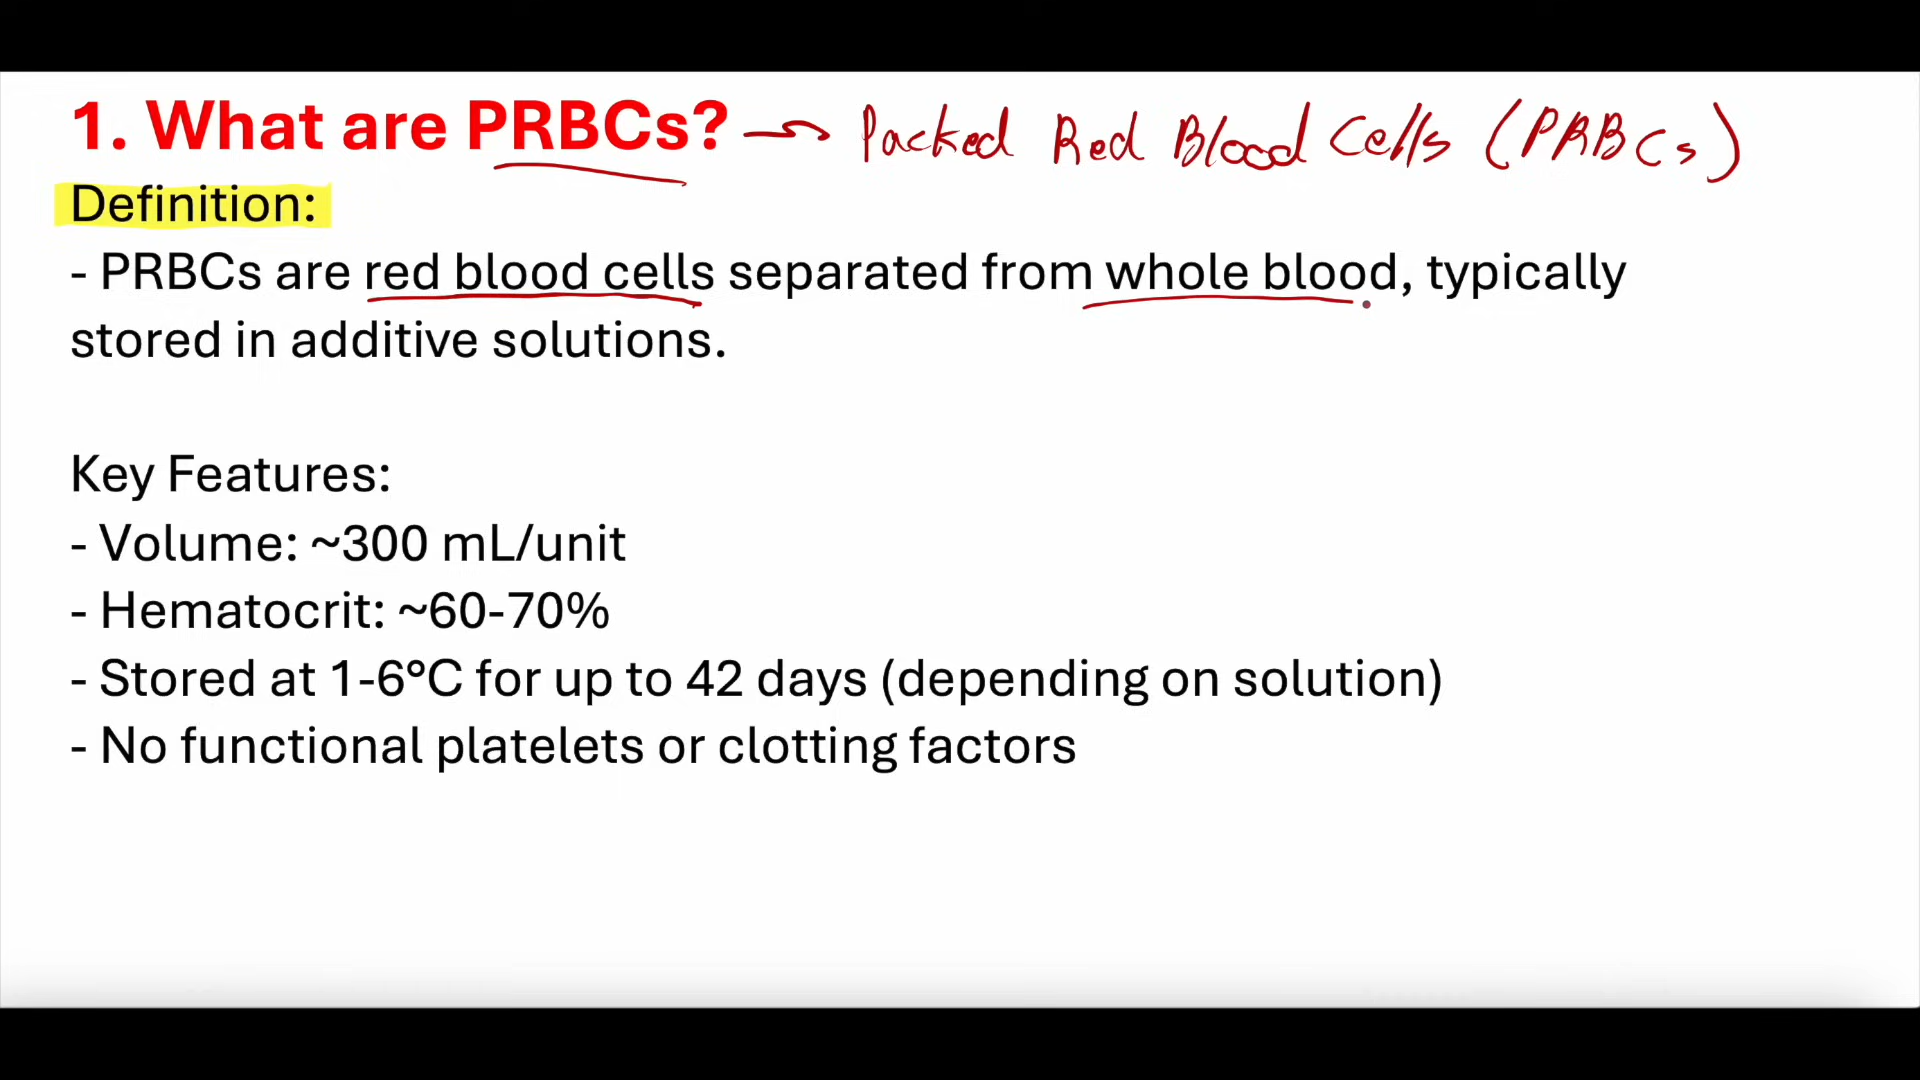 1. What are PRBCs? Packed Red Blood Cells (PRBCs)
Definition:
- PRBCs are red blood cells separated from whole blood, typically
stored in additive solutions.
Key Features:
- Volume: ~300 mL/unit
- Hematocrit: ~60-70%
- Stored at 1-6°C for up to 42 days (depending on solution)
- No functional platelets or clotting factors